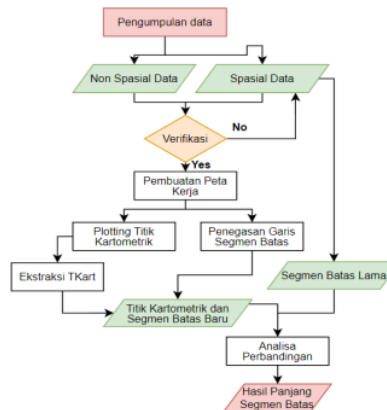 Pengumpulan data
Non Spasial Data
Spasial Data
Verifikasi
No
Yes
Pembuatan Peta
Kerja
Plotting Titik
Kartometrik
Penegasan Garis
Segmen Batas
Ekstraksi TKart
Segmen Batas Lama
Titik Kartometrik dan
Segmen Batas Baru
Analisa
Perbandingan
Hasil Panjang
Segmen Batas